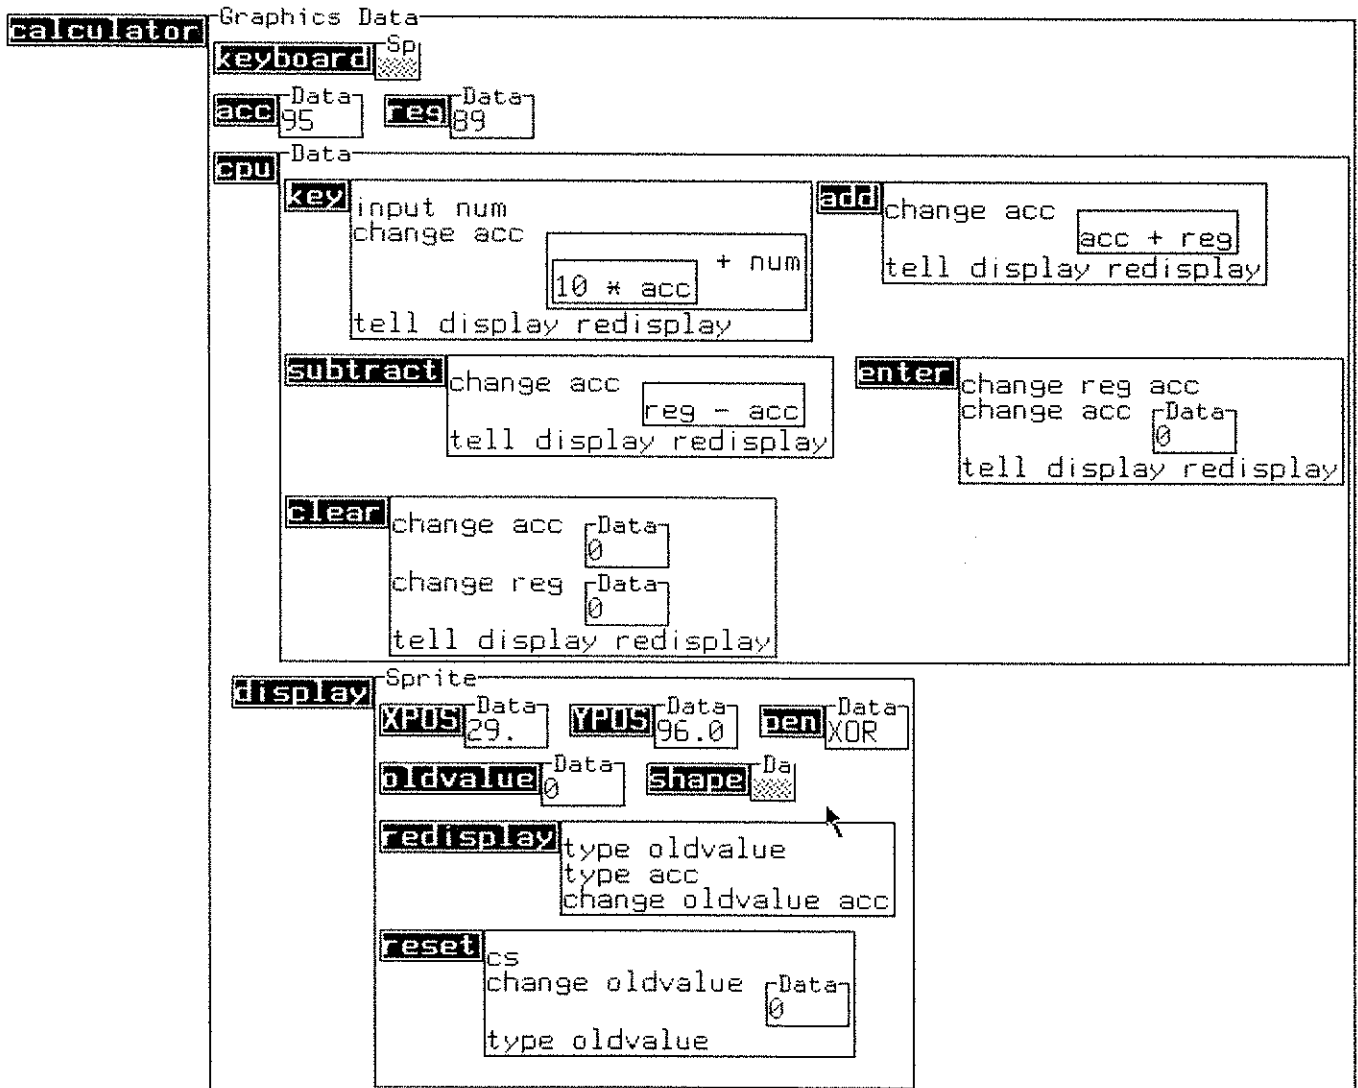 calculator Graphics Data
keyboard Sp
acc Data 95 reg Data 89
cpu Data
key input num
change acc
10 * acc + num
tell display redisplay
add change acc
acc + reg
tell display redisplay
subtract change acc
reg - acc
tell display redisplay
enter change reg acc
change acc Data 0
tell display redisplay
clear change acc Data 0
change reg Data 0
tell display redisplay
display Sprite
XPOS Data 29. YPOS Data 96.0 pen Data XOR
oldvalue Data 0 shape Da
redisplay type oldvalue
type acc
change oldvalue acc
reset cs
change oldvalue Data 0
type oldvalue